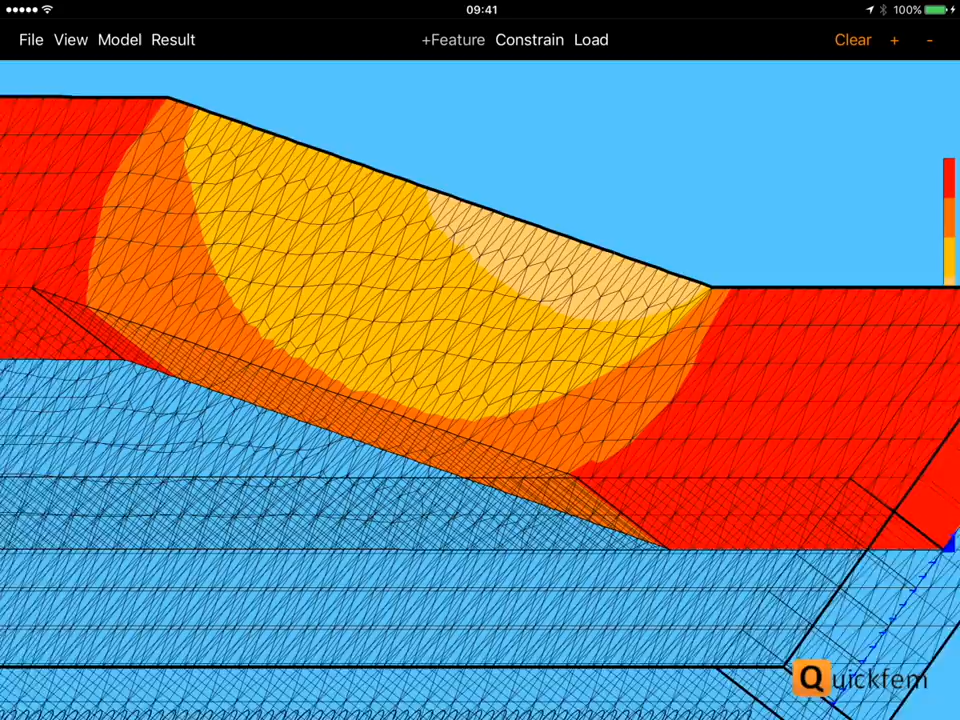 09:41
100%
File View Model Result
+Feature Constrain Load
Clear + -
Quickfem